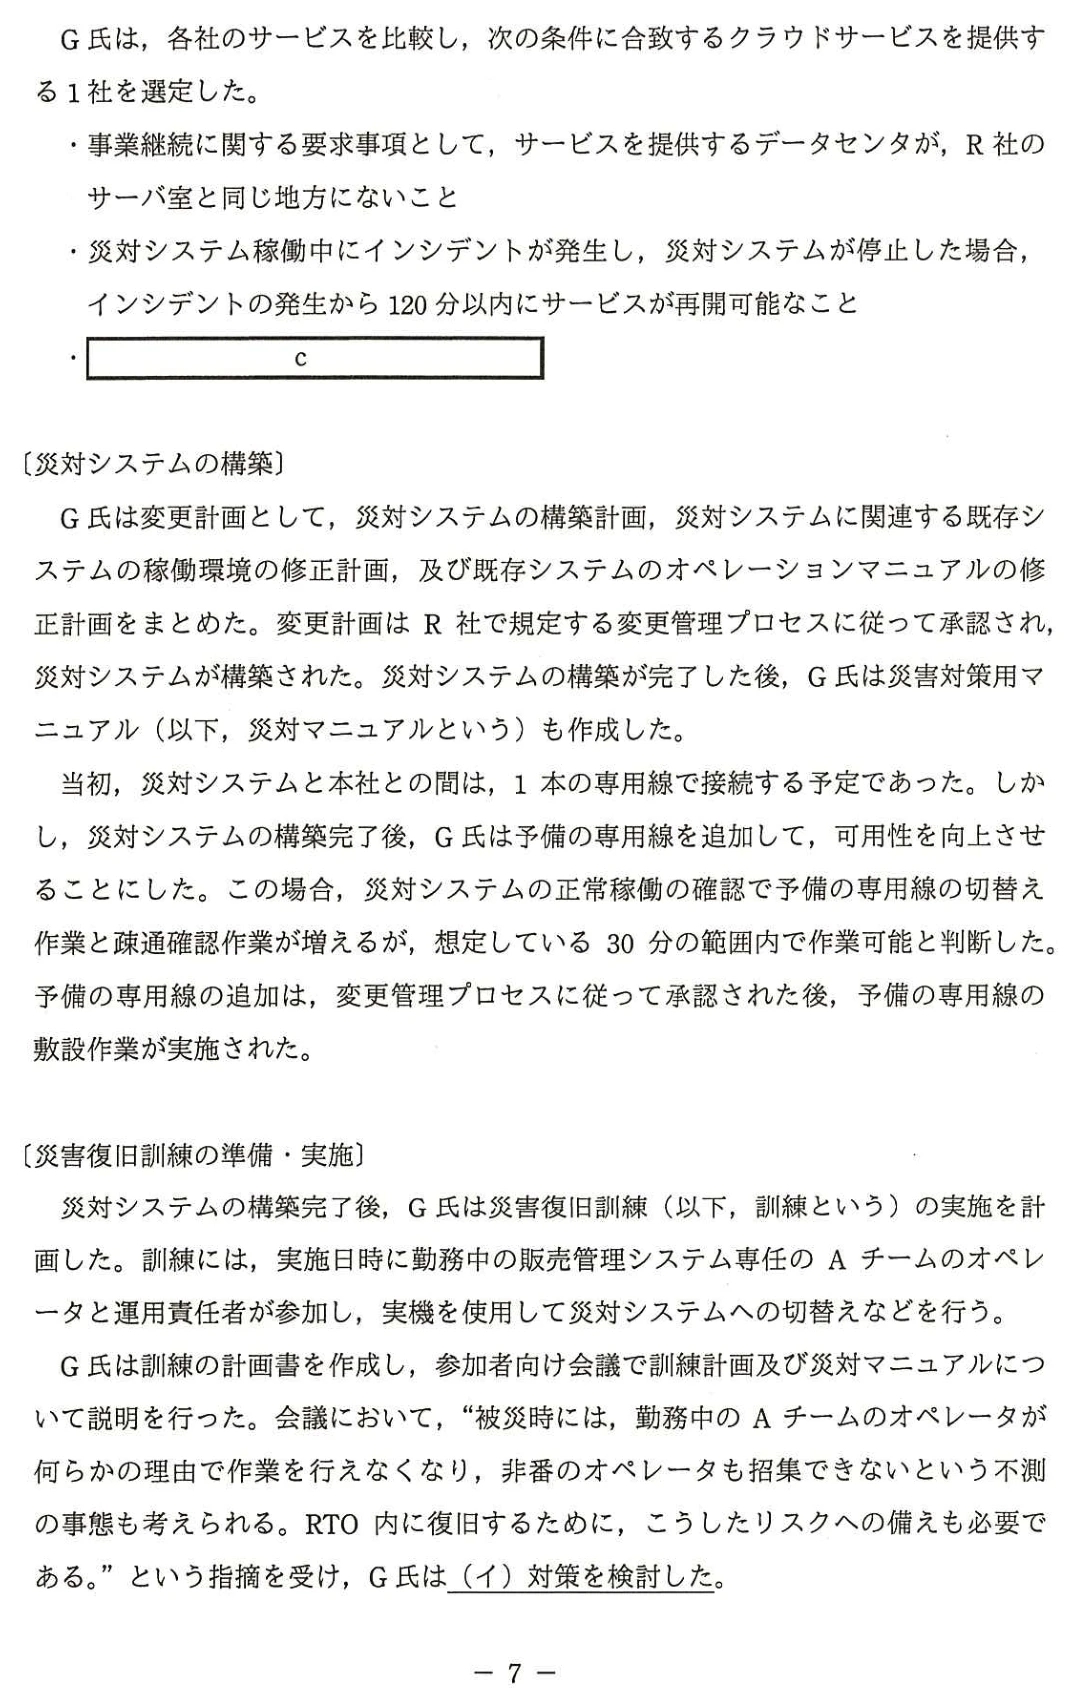 G氏は，各社のサービスを比較し，次の条件に合致するクラウドサービスを提供す
る1社を選定した。
・事業継続に関する要求事項として，サービスを提供するデータセンタが，R社の
サーバ室と同じ地方にないこと
・災対システム稼働中にインシデントが発生し，災対システムが停止した場合，
インシデントの発生から120分以内にサービスが再開可能なこと
・ c
〔災対システムの構築〕
G氏は変更計画として，災対システムの構築計画，災対システムに関連する既存シ
ステムの稼働環境の修正計画，及び既存システムのオペレーションマニュアルの修
正計画をまとめた。変更計画はR社で規定する変更管理プロセスに従って承認され，
災対システムが構築された。災対システムの構築が完了した後，G氏は災害対策用マ
ニュアル（以下，災対マニュアルという）も作成した。
当初，災対システムと本社との間は，1本の専用線で接続する予定であった。しか
し，災対システムの構築完了後，G氏は予備の専用線を追加して，可用性を向上させ
ることにした。この場合，災対システムの正常稼働の確認で予備の専用線の切替え
作業と疎通確認作業が増えるが，想定している30分の範囲内で作業可能と判断した。
予備の専用線の追加は，変更管理プロセスに従って承認された後，予備の専用線の
敷設作業が実施された。
〔災害復旧訓練の準備・実施〕
災対システムの構築完了後，G氏は災害復旧訓練（以下，訓練という）の実施を計
画した。訓練には，実施日時に勤務中の販売管理システム専任のAチームのオペレ
ータと運用責任者が参加し，実機を使用して災対システムへの切替えなどを行う。
G氏は訓練の計画書を作成し，参加者向け会議で訓練計画及び災対マニュアルにつ
いて説明を行った。会議において，“被災時には，勤務中のAチームのオペレータが
何らかの理由で作業を行えなくなり，非番のオペレータも招集できないという不測
の事態も考えられる。RTO内に復旧するために，こうしたリスクへの備えも必要で
ある。”という指摘を受け，G氏は（イ）対策を検討した。
－ 7 －